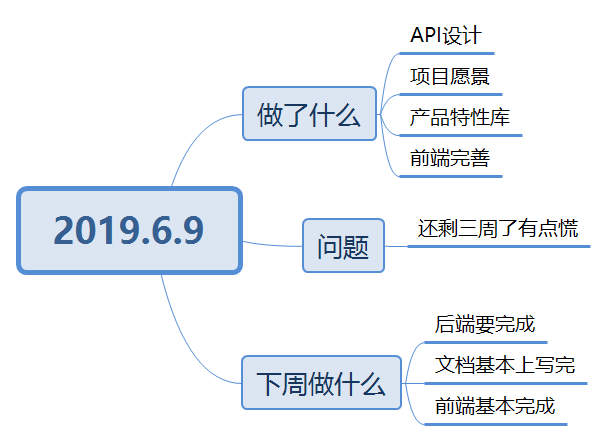 2019.6.9
做了什么
API设计
项目愿景
产品特性库
前端完善
问题
还剩三周了有点慌
下周做什么
后端要完成
文档基本上写完
前端基本完成